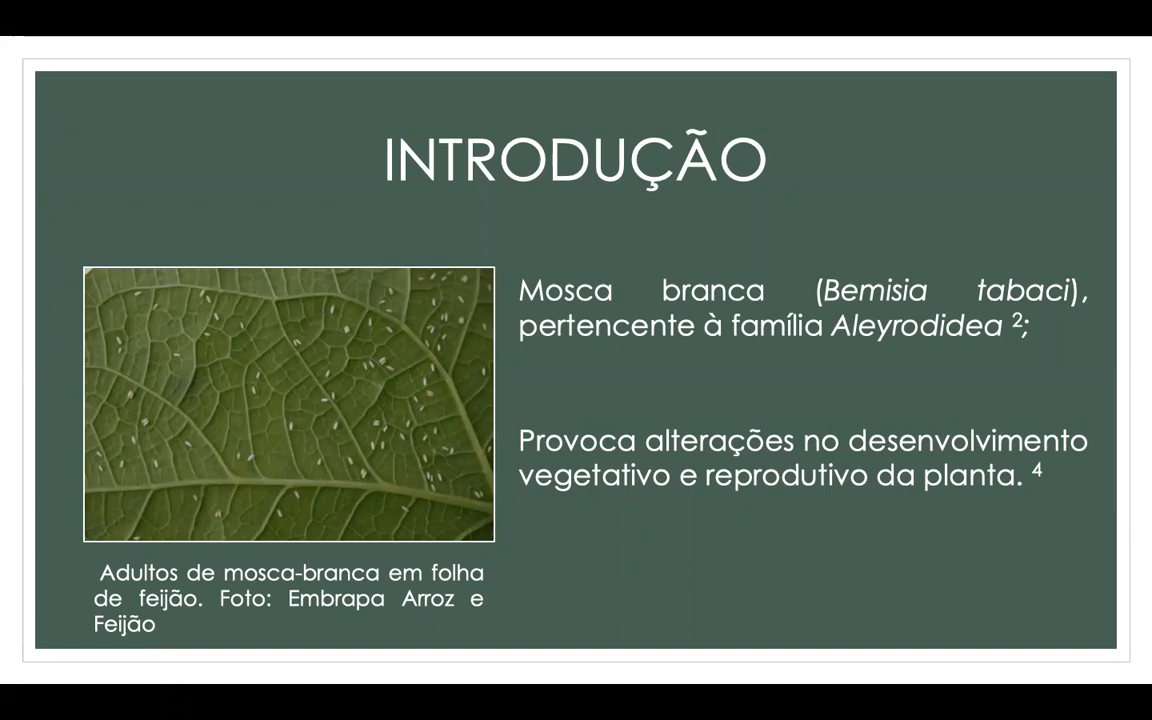 INTRODUÇÃO
Mosca branca (Bemisia tabaci),
pertencente à família Aleyrodidea ²;
Provoca alterações no desenvolvimento
vegetativo e reprodutivo da planta. ⁴
Adultos de mosca-branca em folha
de feijão. Foto: Embrapa Arroz e
Feijão